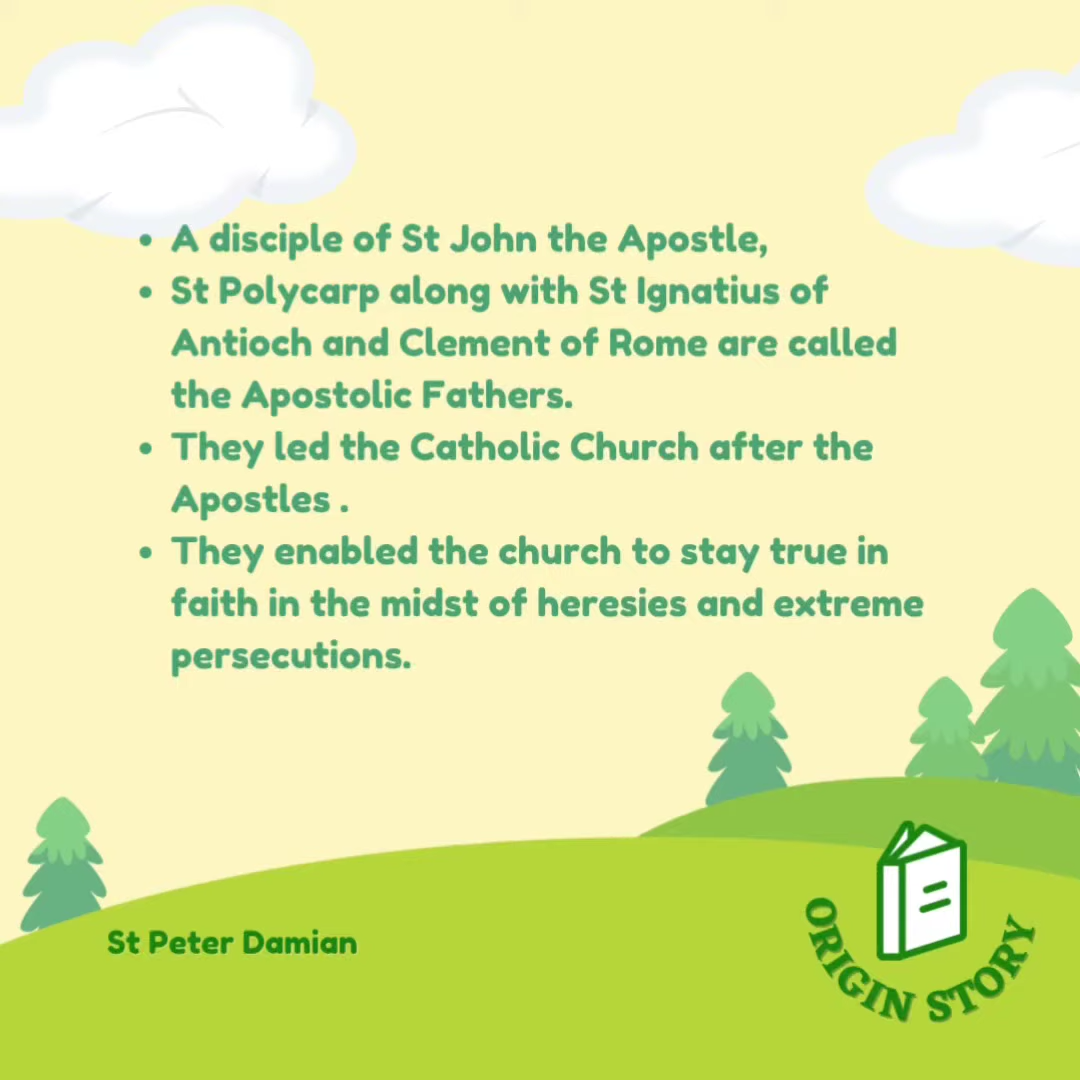 • A disciple of St John the Apostle,
• St Polycarp along with St Ignatius of
Antioch and Clement of Rome are called
the Apostolic Fathers.
• They led the Catholic Church after the
Apostles .
• They enabled the church to stay true in
faith in the midst of heresies and extreme
persecutions.
St Peter Damian
ORIGIN STORY